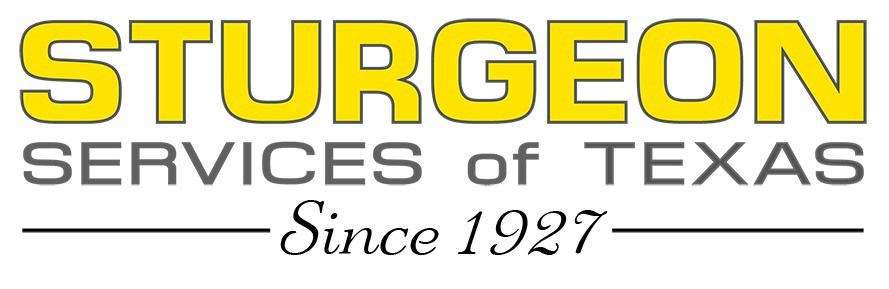 STURGEON
SERVICES of TEXAS
Since 1927